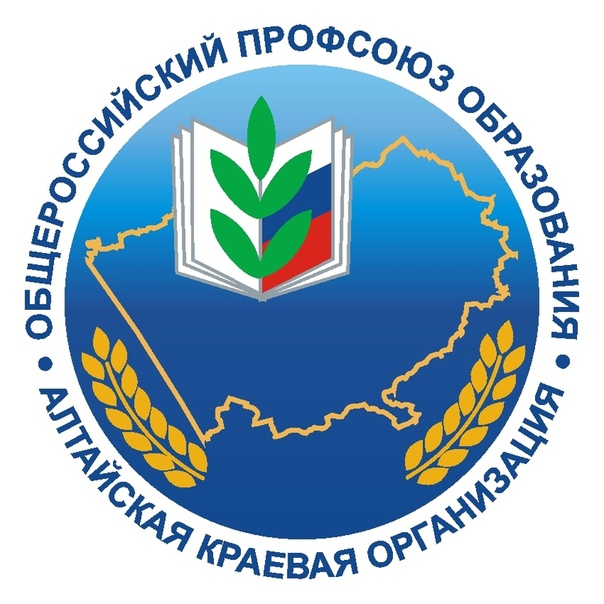 ОБЩЕРОССИЙСКИЙ ПРОФСОЮЗ ОБРАЗОВАНИЯ
АЛТАЙСКАЯ КРАЕВАЯ ОРГАНИЗАЦИЯ